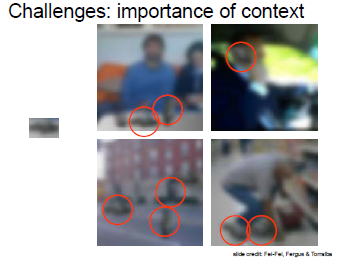 Challenges: importance of context
slide credit: Fei-Fei, Fergus & Torralba